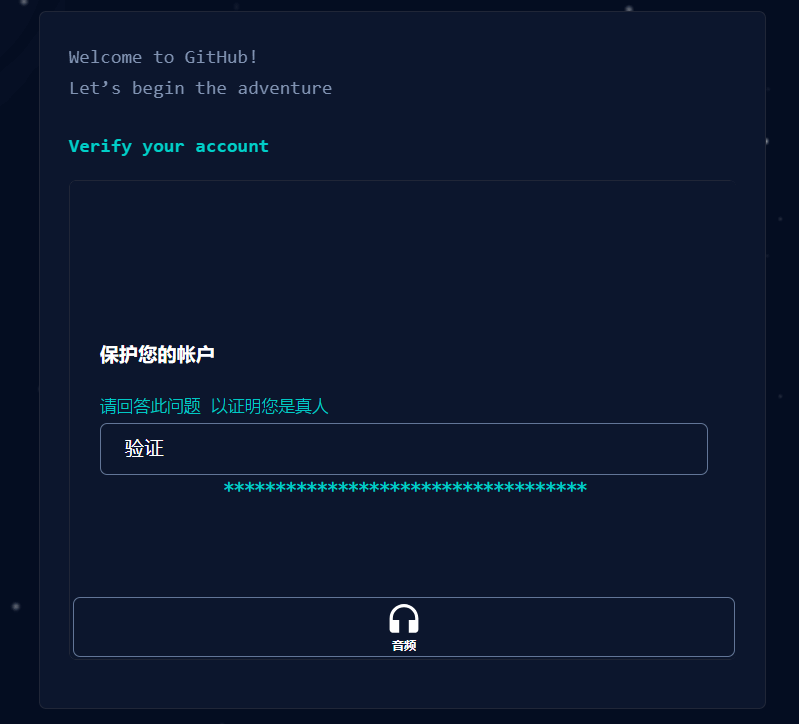 Welcome to GitHub!
Let’s begin the adventure
Verify your account
保护您的帐户
请回答此问题 以证明您是真人
验证
***********************************
音频